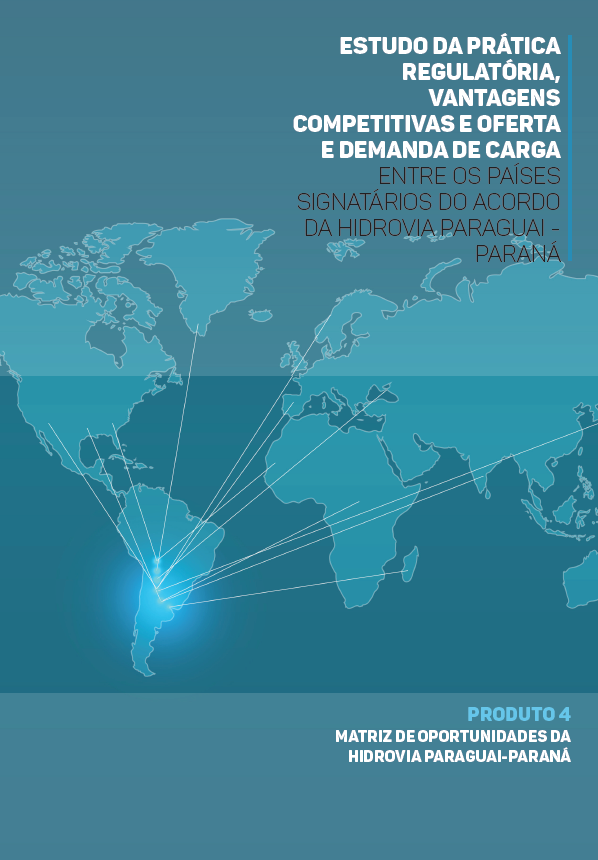 ESTUDO DA PRÁTICA
REGULATÓRIA,
VANTAGENS
COMPETITIVAS E OFERTA
E DEMANDA DE CARGA
ENTRE OS PAÍSES
SIGNATÁRIOS DO ACORDO
DA HIDROVIA PARAGUAI -
PARANÁ
PRODUTO 4
MATRIZ DE OPORTUNIDADES DA
HIDROVIA PARAGUAI-PARANÁ